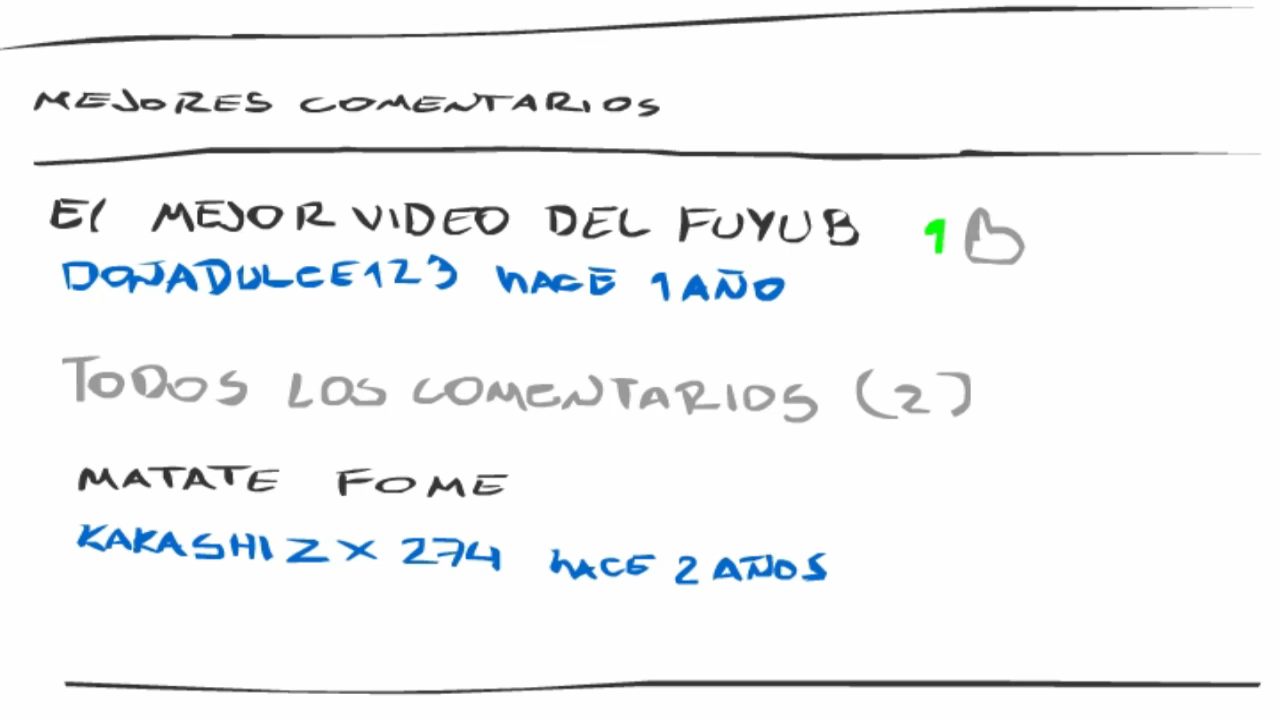 MEJORES COMENTARIOS
El MEJOR VIDEO DEL FUYUB 1
DOÑADULCE123 hACE 1 AÑO
TODOS LOS COMENTARIOS (2)
MATATE FOME
KAKASHIZX274 hACE 2 AÑOS